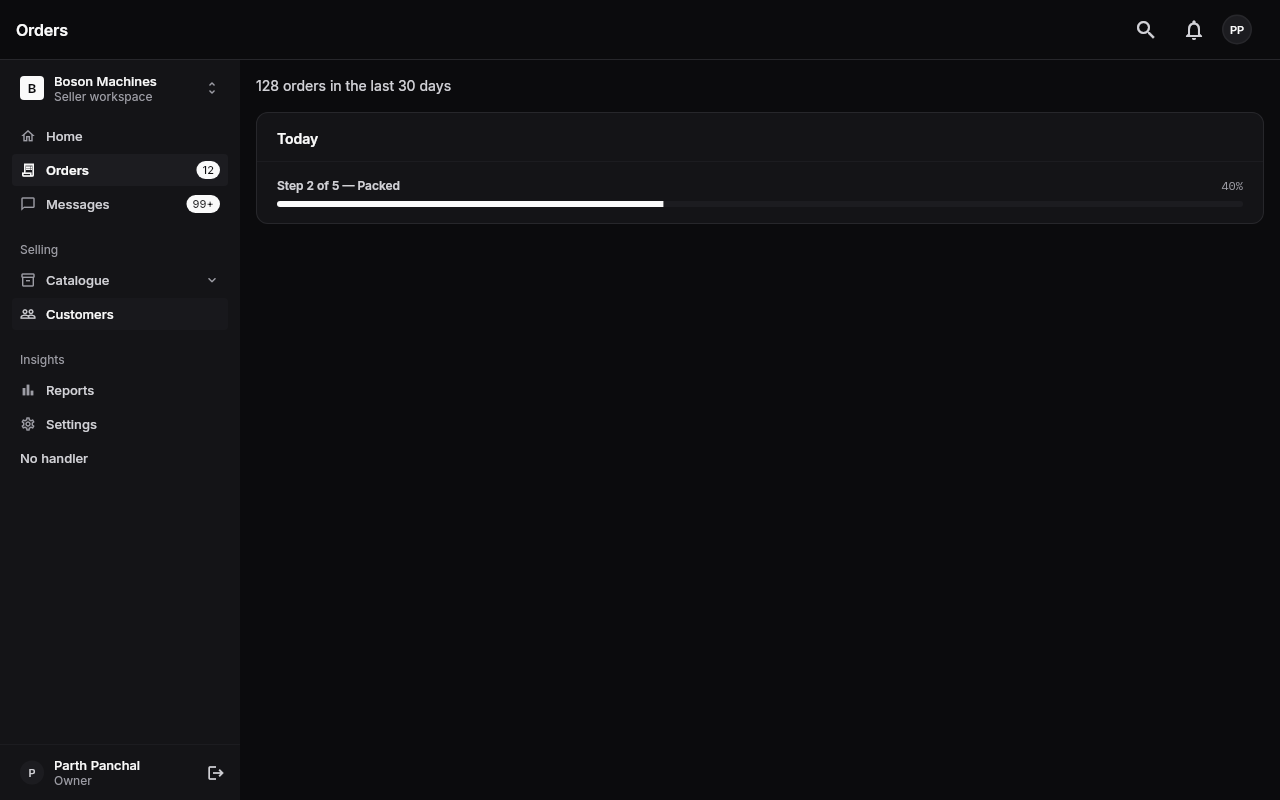 Orders
PP
B
Boson Machines
Seller workspace
Home
Orders 12
Messages 99+
Selling
Catalogue
Customers
Insights
Reports
Settings
No handler
P
Parth Panchal
Owner
128 orders in the last 30 days
Today
Step 2 of 5 — Packed 40%